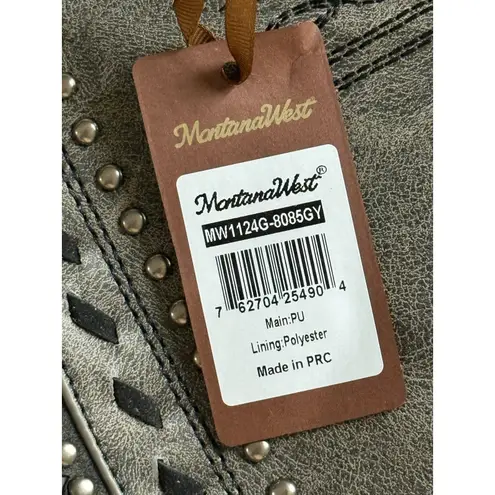 MontanaWest
MontanaWest®
MW1124G-8085GY
7 62704 25490 4
Main:PU
Lining:Polyester
Made in PRC